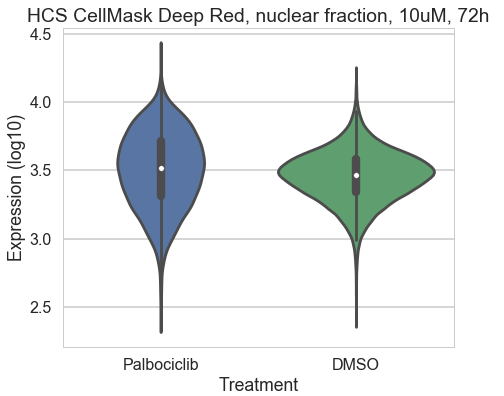 HCS CellMask Deep Red, nuclear fraction, 10uM, 72h
Expression (log10)
4.5
4.0
3.5
3.0
2.5
Palbociclib
DMSO
Treatment